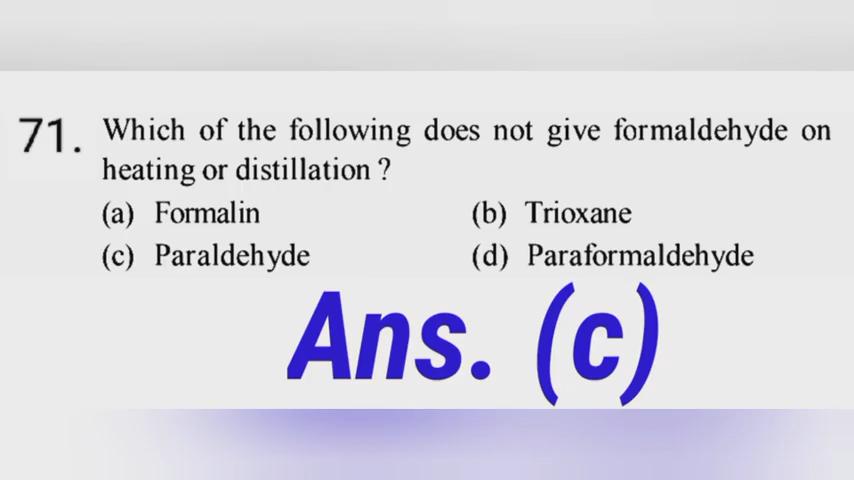 71. Which of the following does not give formaldehyde on
heating or distillation ?
(a) Formalin (b) Trioxane
(c) Paraldehyde (d) Paraformaldehyde
Ans. (c)